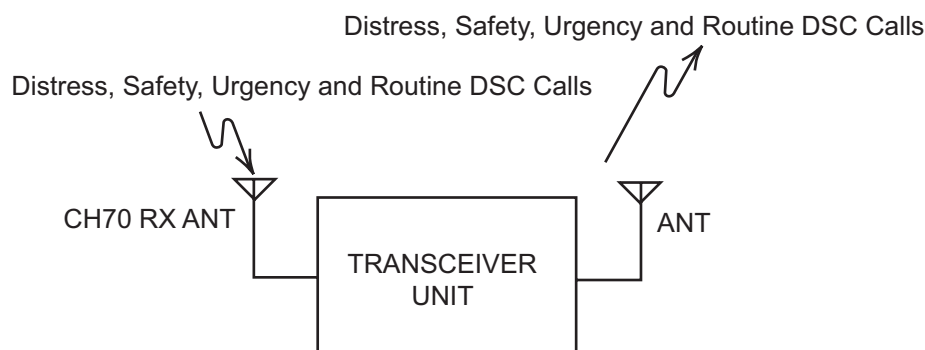 Distress, Safety, Urgency and Routine DSC Calls
Distress, Safety, Urgency and Routine DSC Calls
CH70 RX ANT
ANT
TRANSCEIVER
UNIT